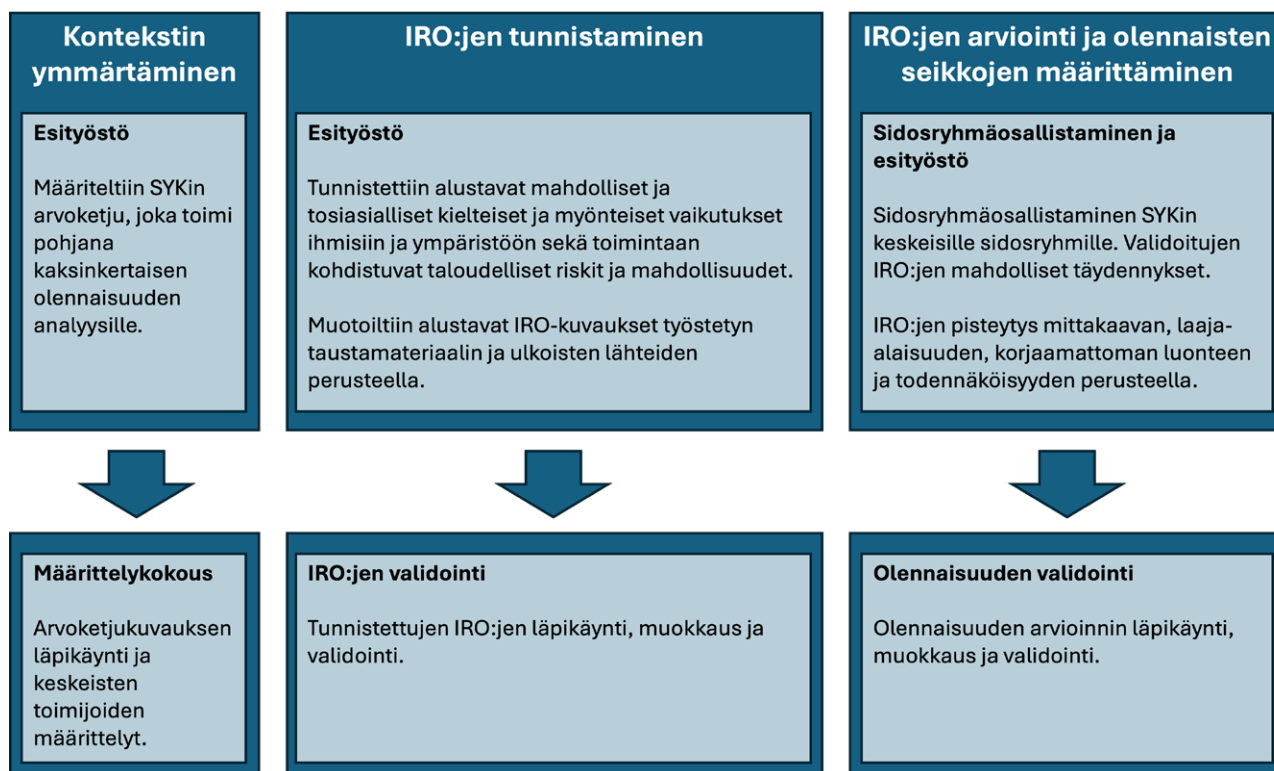 Kontekstin
ymmärtäminen
Esityöstö
Määriteltiin SYKin
arvoketju, joka toimi
pohjana
kaksinkertaisen
olennaisuuden
analyysille.
Määrittelykokous
Arvoketjukuvauksen
läpikäynti ja
keskeisten
toimijoiden
määrittelyt.
IRO:jen tunnistaminen
Esityöstö
Tunnistettiin alustavat mahdolliset ja
tosiasialliset kielteiset ja myönteiset vaikutukset
ihmisiin ja ympäristöön sekä toimintaan
kohdistuvat taloudelliset riskit ja mahdollisuudet.
Muotoiltiin alustavat IRO-kuvaukset työstetyn
taustamateriaalin ja ulkoisten lähteiden
perusteella.
IRO:jen validointi
Tunnistettujen IRO:jen läpikäynti, muokkaus ja
validointi.
IRO:jen arviointi ja olennaisten
seikkojen määrittäminen
Sidosryhmäosallistaminen ja
esityöstö
Sidosryhmäosallistaminen SYKin
keskeisille sidosryhmille. Validoitujen
IRO:jen mahdolliset täydennykset.
IRO:jen pisteytys mittakaavan, laaja-
alaisuuden, korjaamattoman luonteen
ja todennäköisyyden perusteella.
Olennaisuuden validointi
Olennaisuuden arvioinnin läpikäynti,
muokkaus ja validointi.